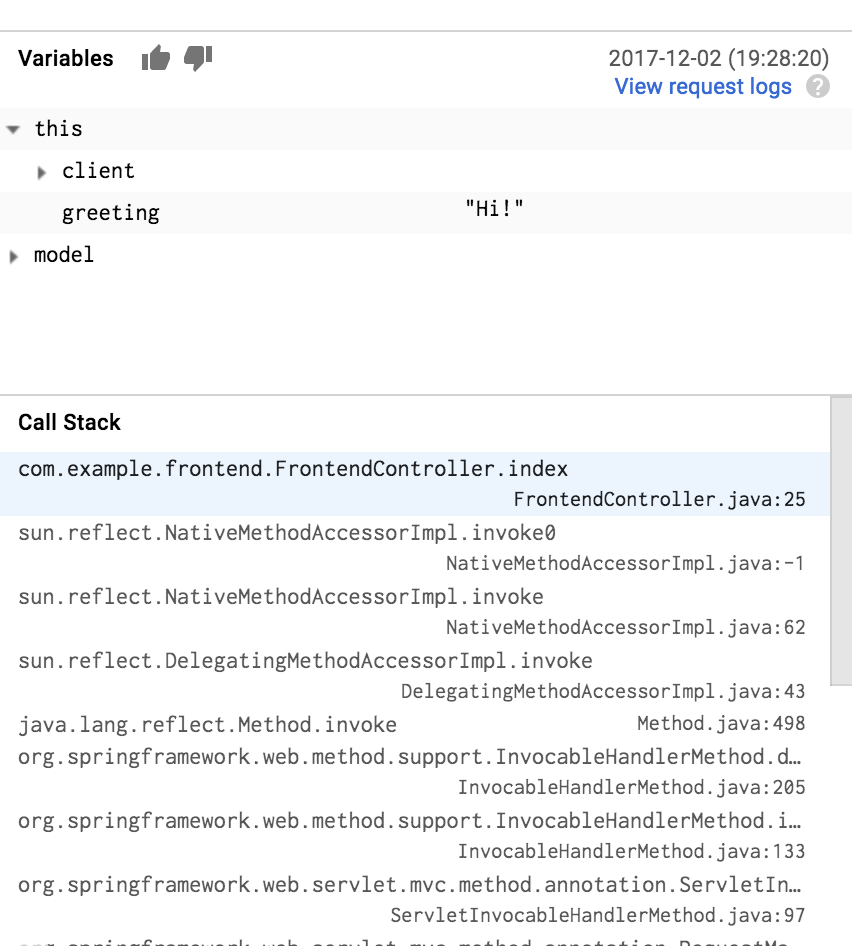 Variables 2017-12-02 (19:28:20)
View request logs ?
this
client
greeting "Hi!"
model
Call Stack
com.example.frontend.FrontendController.index
FrontendController.java:25
sun.reflect.NativeMethodAccessorImpl.invoke0
NativeMethodAccessorImpl.java:-1
sun.reflect.NativeMethodAccessorImpl.invoke
NativeMethodAccessorImpl.java:62
sun.reflect.DelegatingMethodAccessorImpl.invoke
DelegatingMethodAccessorImpl.java:43
java.lang.reflect.Method.invoke Method.java:498
org.springframework.web.method.support.InvocableHandlerMethod.d…
InvocableHandlerMethod.java:205
org.springframework.web.method.support.InvocableHandlerMethod.i…
InvocableHandlerMethod.java:133
org.springframework.web.servlet.mvc.method.annotation.ServletIn…
ServletInvocableHandlerMethod.java:97